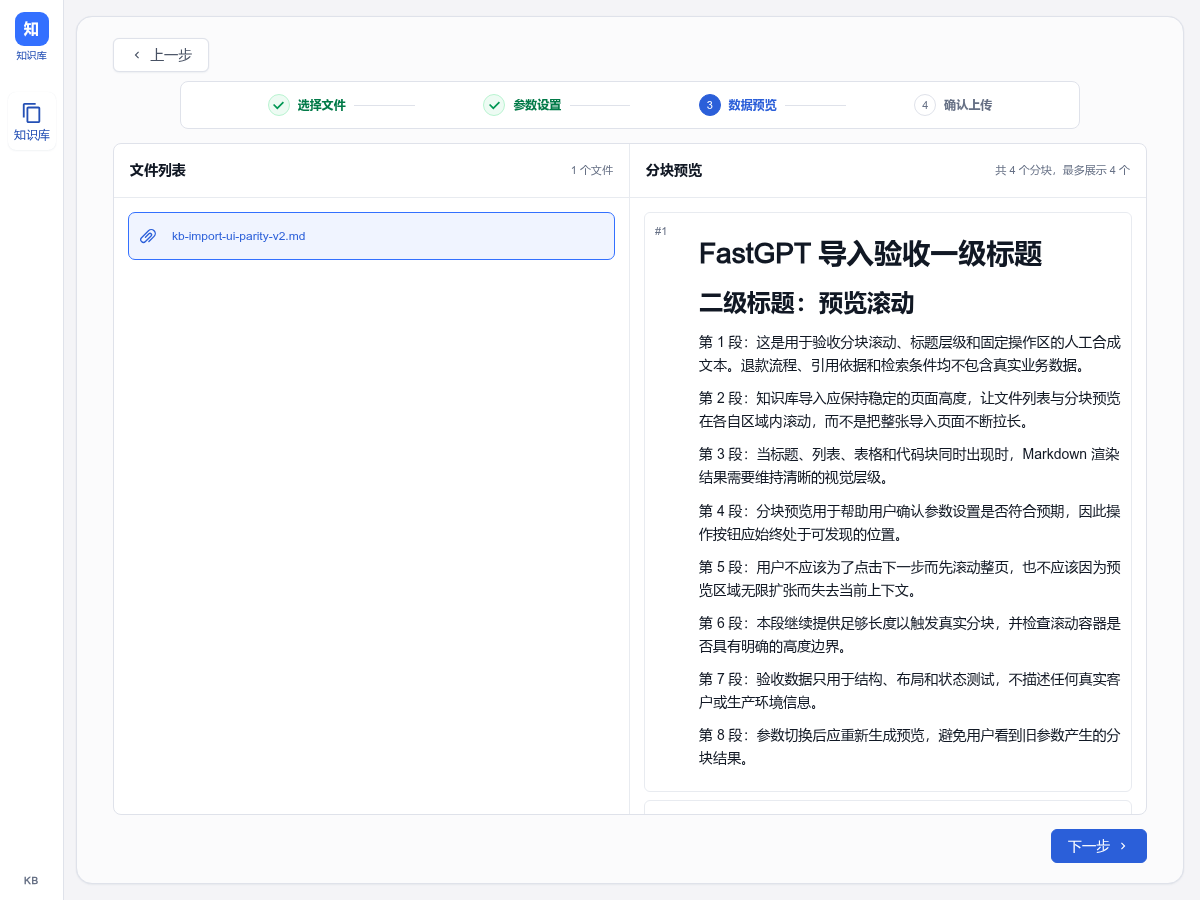 知
知识库
知识库
KB
上一步
选择文件
参数设置
3 数据预览
4 确认上传
文件列表
1 个文件
kb-import-ui-parity-v2.md
分块预览
共 4 个分块，最多展示 4 个
#1
FastGPT 导入验收一级标题
二级标题：预览滚动
第 1 段：这是用于验收分块滚动、标题层级和固定操作区的人工合成
文本。退款流程、引用依据和检索条件均不包含真实业务数据。
第 2 段：知识库导入应保持稳定的页面高度，让文件列表与分块预览
在各自区域内滚动，而不是把整张导入页面不断拉长。
第 3 段：当标题、列表、表格和代码块同时出现时，Markdown 渲染
结果需要维持清晰的视觉层级。
第 4 段：分块预览用于帮助用户确认参数设置是否符合预期，因此操
作按钮应始终处于可发现的位置。
第 5 段：用户不应该为了点击下一步而先滚动整页，也不应该因为预
览区域无限扩张而失去当前上下文。
第 6 段：本段继续提供足够长度以触发真实分块，并检查滚动容器是
否具有明确的高度边界。
第 7 段：验收数据只用于结构、布局和状态测试，不描述任何真实客
户或生产环境信息。
第 8 段：参数切换后应重新生成预览，避免用户看到旧参数产生的分
块结果。
下一步